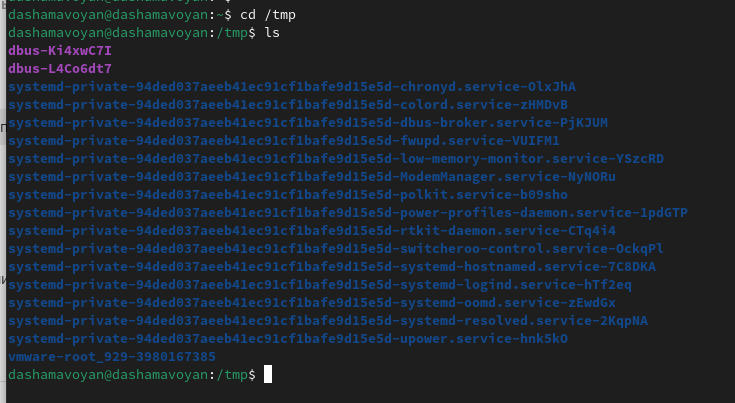 dashamavoyan@dashamavoyan:~$ cd /tmp
dashamavoyan@dashamavoyan:/tmp$ ls
dbus-Ki4xwC7I
dbus-L4Co6dt7
systemd-private-94ded037aeeb41ec91cf1bafe9d15e5d-chronyd.service-OlxJhA
systemd-private-94ded037aeeb41ec91cf1bafe9d15e5d-colord.service-zHMDvB
systemd-private-94ded037aeeb41ec91cf1bafe9d15e5d-dbus-broker.service-PjKJUM
systemd-private-94ded037aeeb41ec91cf1bafe9d15e5d-fwupd.service-VUIFM1
systemd-private-94ded037aeeb41ec91cf1bafe9d15e5d-low-memory-monitor.service-YSzcRD
systemd-private-94ded037aeeb41ec91cf1bafe9d15e5d-ModemManager.service-NyNORu
systemd-private-94ded037aeeb41ec91cf1bafe9d15e5d-polkit.service-b09sho
systemd-private-94ded037aeeb41ec91cf1bafe9d15e5d-power-profiles-daemon.service-1pdGTP
systemd-private-94ded037aeeb41ec91cf1bafe9d15e5d-rtkit-daemon.service-CTq4i4
systemd-private-94ded037aeeb41ec91cf1bafe9d15e5d-switcheroo-control.service-OckqPl
systemd-private-94ded037aeeb41ec91cf1bafe9d15e5d-systemd-hostnamed.service-7C8DKA
systemd-private-94ded037aeeb41ec91cf1bafe9d15e5d-systemd-logind.service-hTf2eq
systemd-private-94ded037aeeb41ec91cf1bafe9d15e5d-systemd-oomd.service-zEwdGx
systemd-private-94ded037aeeb41ec91cf1bafe9d15e5d-systemd-resolved.service-2KqpNA
systemd-private-94ded037aeeb41ec91cf1bafe9d15e5d-upower.service-hnk5kO
vmware-root_929-3980167385
dashamavoyan@dashamavoyan:/tmp$